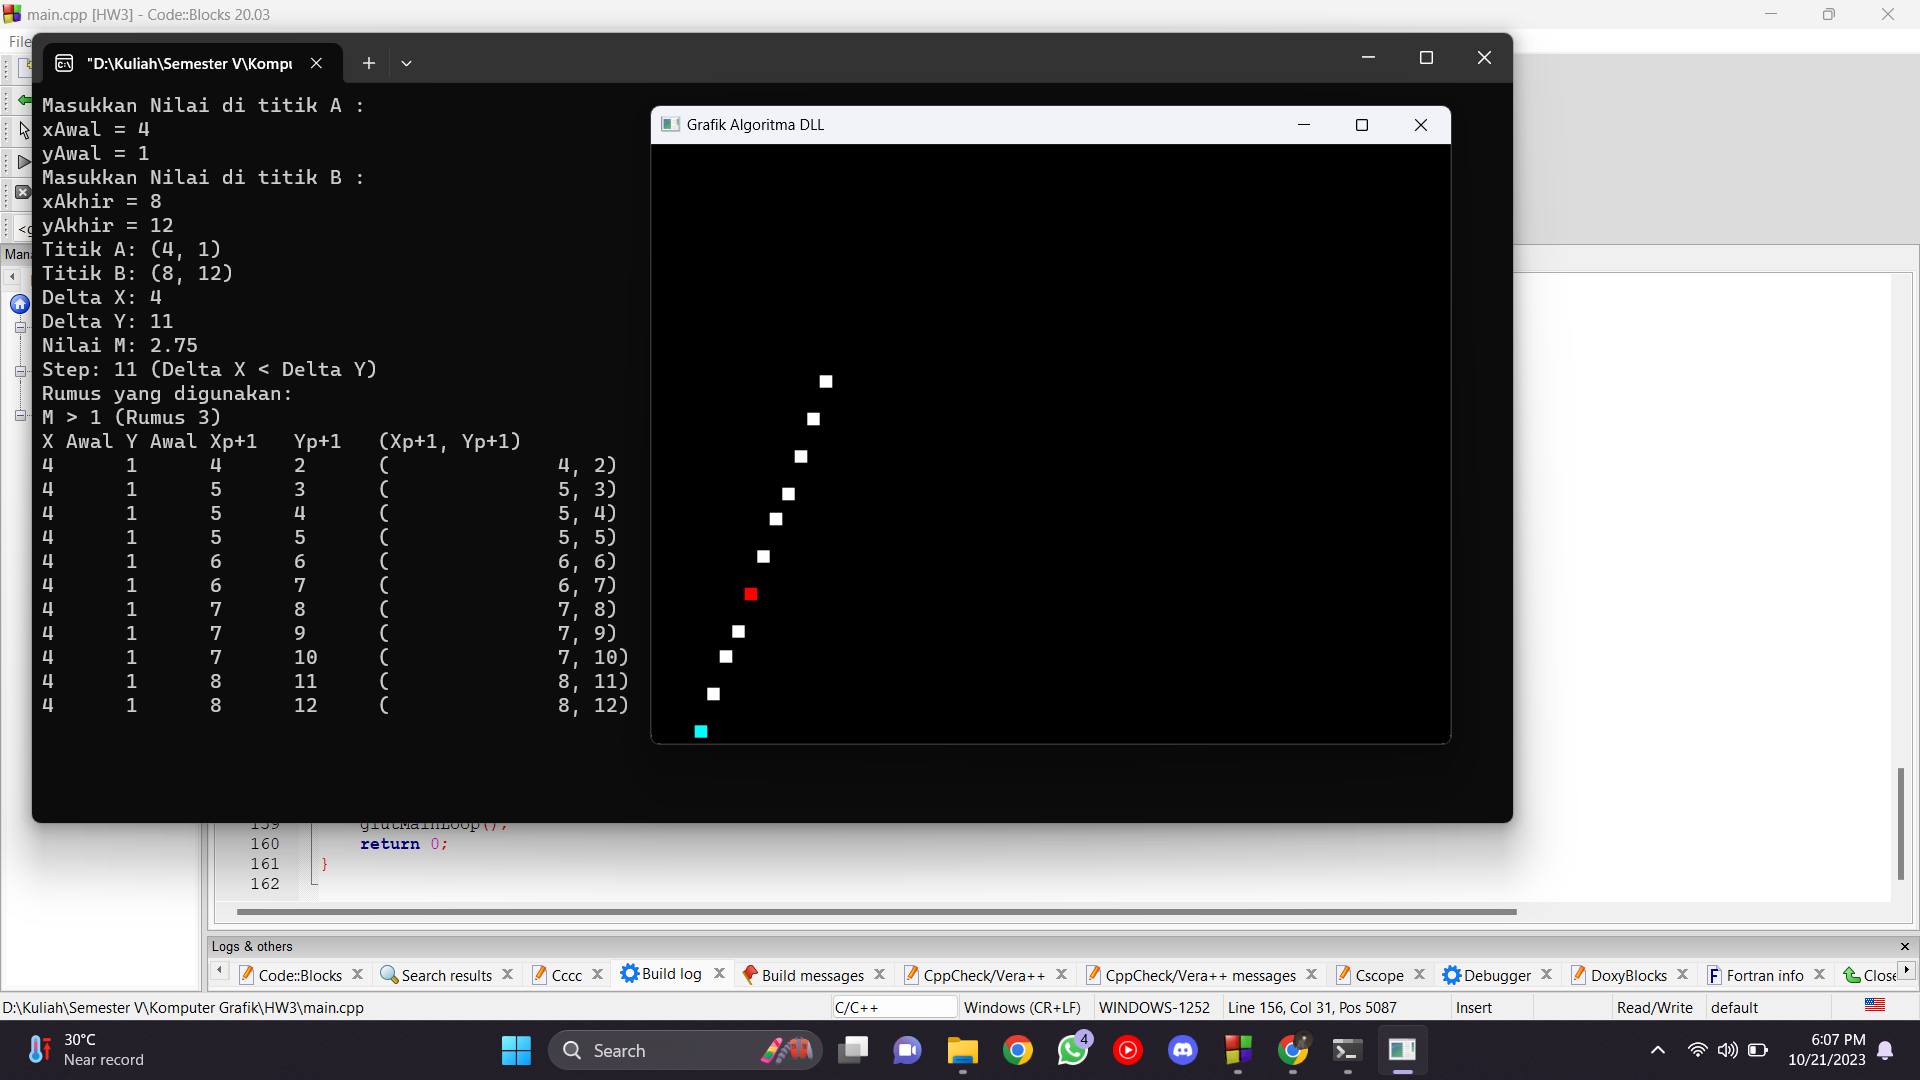 main.cpp [HW3] - Code::Blocks 20.03
File
"D:\Kuliah\Semester V\Kompu
Masukkan Nilai di titik A :
xAwal = 4
yAwal = 1
Masukkan Nilai di titik B :
xAkhir = 8
yAkhir = 12
Titik A: (4, 1)
Titik B: (8, 12)
Delta X: 4
Delta Y: 11
Nilai M: 2.75
Step: 11 (Delta X < Delta Y)
Rumus yang digunakan:
M > 1 (Rumus 3)
X Awal Y Awal Xp+1 Yp+1 (Xp+1, Yp+1)
4 1 4 2 ( 4, 2)
4 1 5 3 ( 5, 3)
4 1 5 4 ( 5, 4)
4 1 5 5 ( 5, 5)
4 1 6 6 ( 6, 6)
4 1 6 7 ( 6, 7)
4 1 7 8 ( 7, 8)
4 1 7 9 ( 7, 9)
4 1 7 10 ( 7, 10)
4 1 8 11 ( 8, 11)
4 1 8 12 ( 8, 12)
Grafik Algoritma DLL
<g
Man
159 glutMainLoop();
160 return 0;
161 }
162
Logs & others
Code::Blocks Search results Cccc Build log Build messages CppCheck/Vera++ CppCheck/Vera++ messages Cscope Debugger DoxyBlocks Fortran info Close
D:\Kuliah\Semester V\Komputer Grafik\HW3\main.cpp C/C++ Windows (CR+LF) WINDOWS-1252 Line 156, Col 31, Pos 5087 Insert Read/Write default
30°C
Near record
Search
4
6:07 PM
10/21/2023